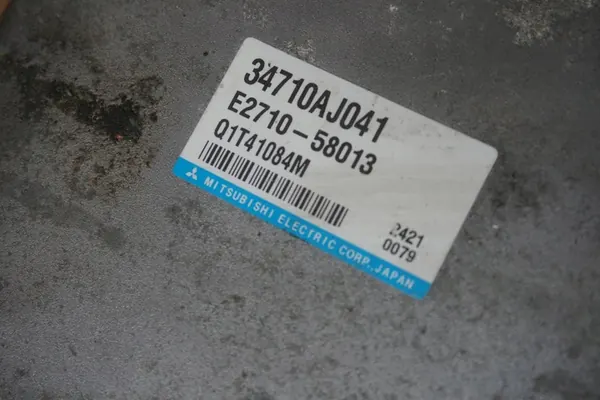 34710AJ041
E2710-58013
Q1T41084M
2421
0079
MITSUBISHI ELECTRIC CORP., JAPAN